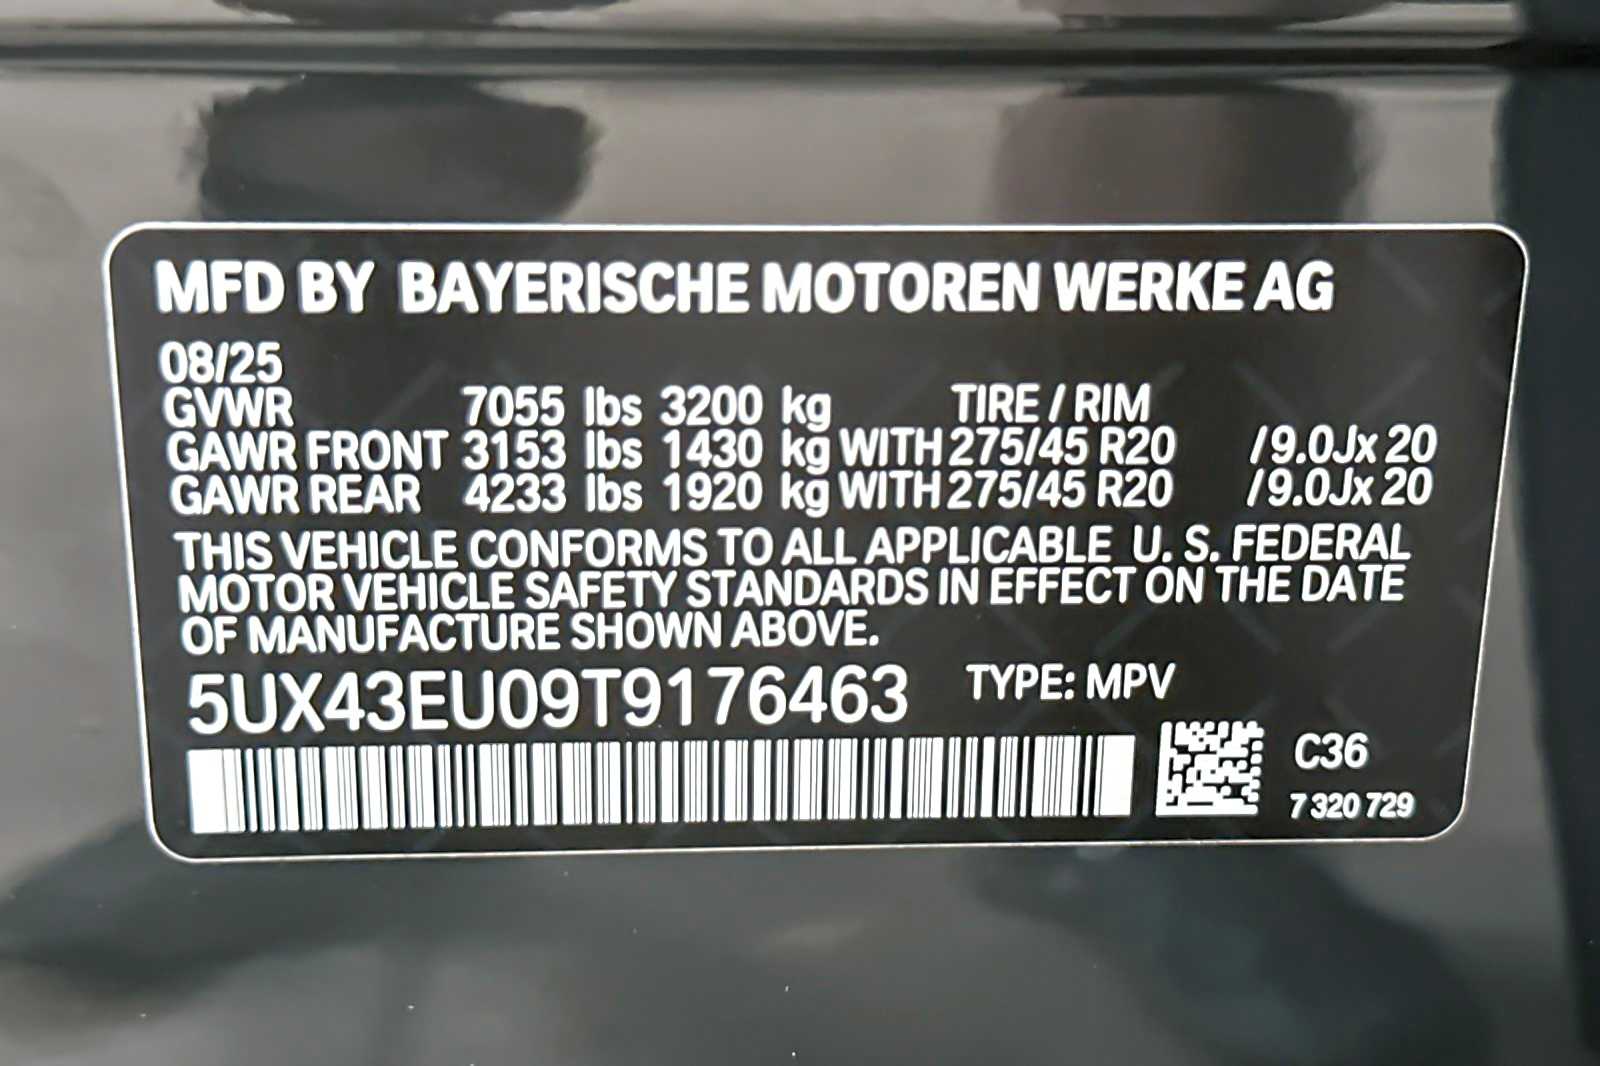 MFD BY BAYERISCHE MOTOREN WERKE AG
08/25
GVWR 7055 lbs 3200 kg TIRE / RIM
GAWR FRONT 3153 lbs 1430 kg WITH 275/45 R20 /9.0Jx 20
GAWR REAR 4233 lbs 1920 kg WITH 275/45 R20 /9.0Jx 20
THIS VEHICLE CONFORMS TO ALL APPLICABLE U. S. FEDERAL
MOTOR VEHICLE SAFETY STANDARDS IN EFFECT ON THE DATE
OF MANUFACTURE SHOWN ABOVE.
5UX43EU09T9176463 TYPE: MPV
C36
7 320 729